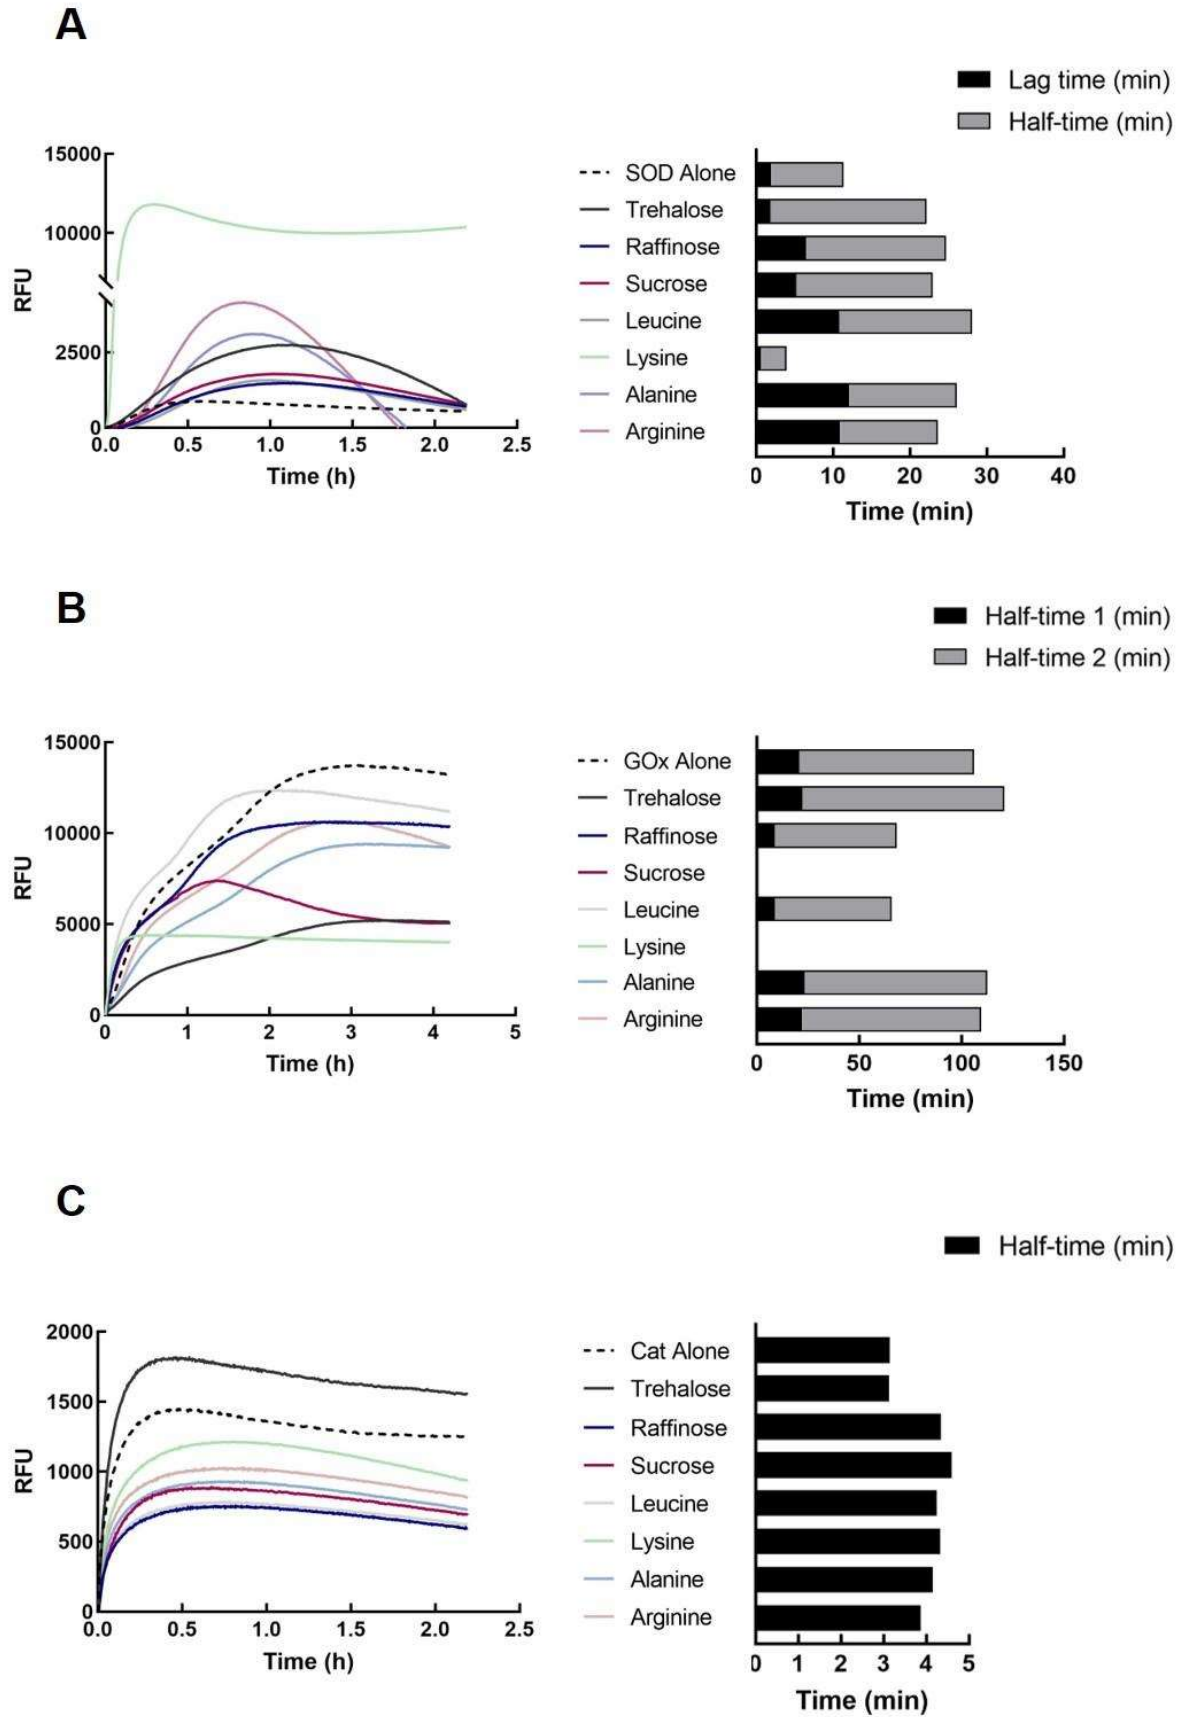 A
Lag time (min)
Half-time (min)
15000
10000
2500
0
RFU
0.0 0.5 1.0 1.5 2.0 2.5
Time (h)
SOD Alone
Trehalose
Raffinose
Sucrose
Leucine
Lysine
Alanine
Arginine
0 10 20 30 40
Time (min)
B
Half-time 1 (min)
Half-time 2 (min)
15000
10000
5000
0
RFU
0 1 2 3 4 5
Time (h)
GOx Alone
Trehalose
Raffinose
Sucrose
Leucine
Lysine
Alanine
Arginine
0 50 100 150
Time (min)
C
Half-time (min)
2000
1500
1000
500
0
RFU
0.0 0.5 1.0 1.5 2.0 2.5
Time (h)
Cat Alone
Trehalose
Raffinose
Sucrose
Leucine
Lysine
Alanine
Arginine
0 1 2 3 4 5
Time (min)